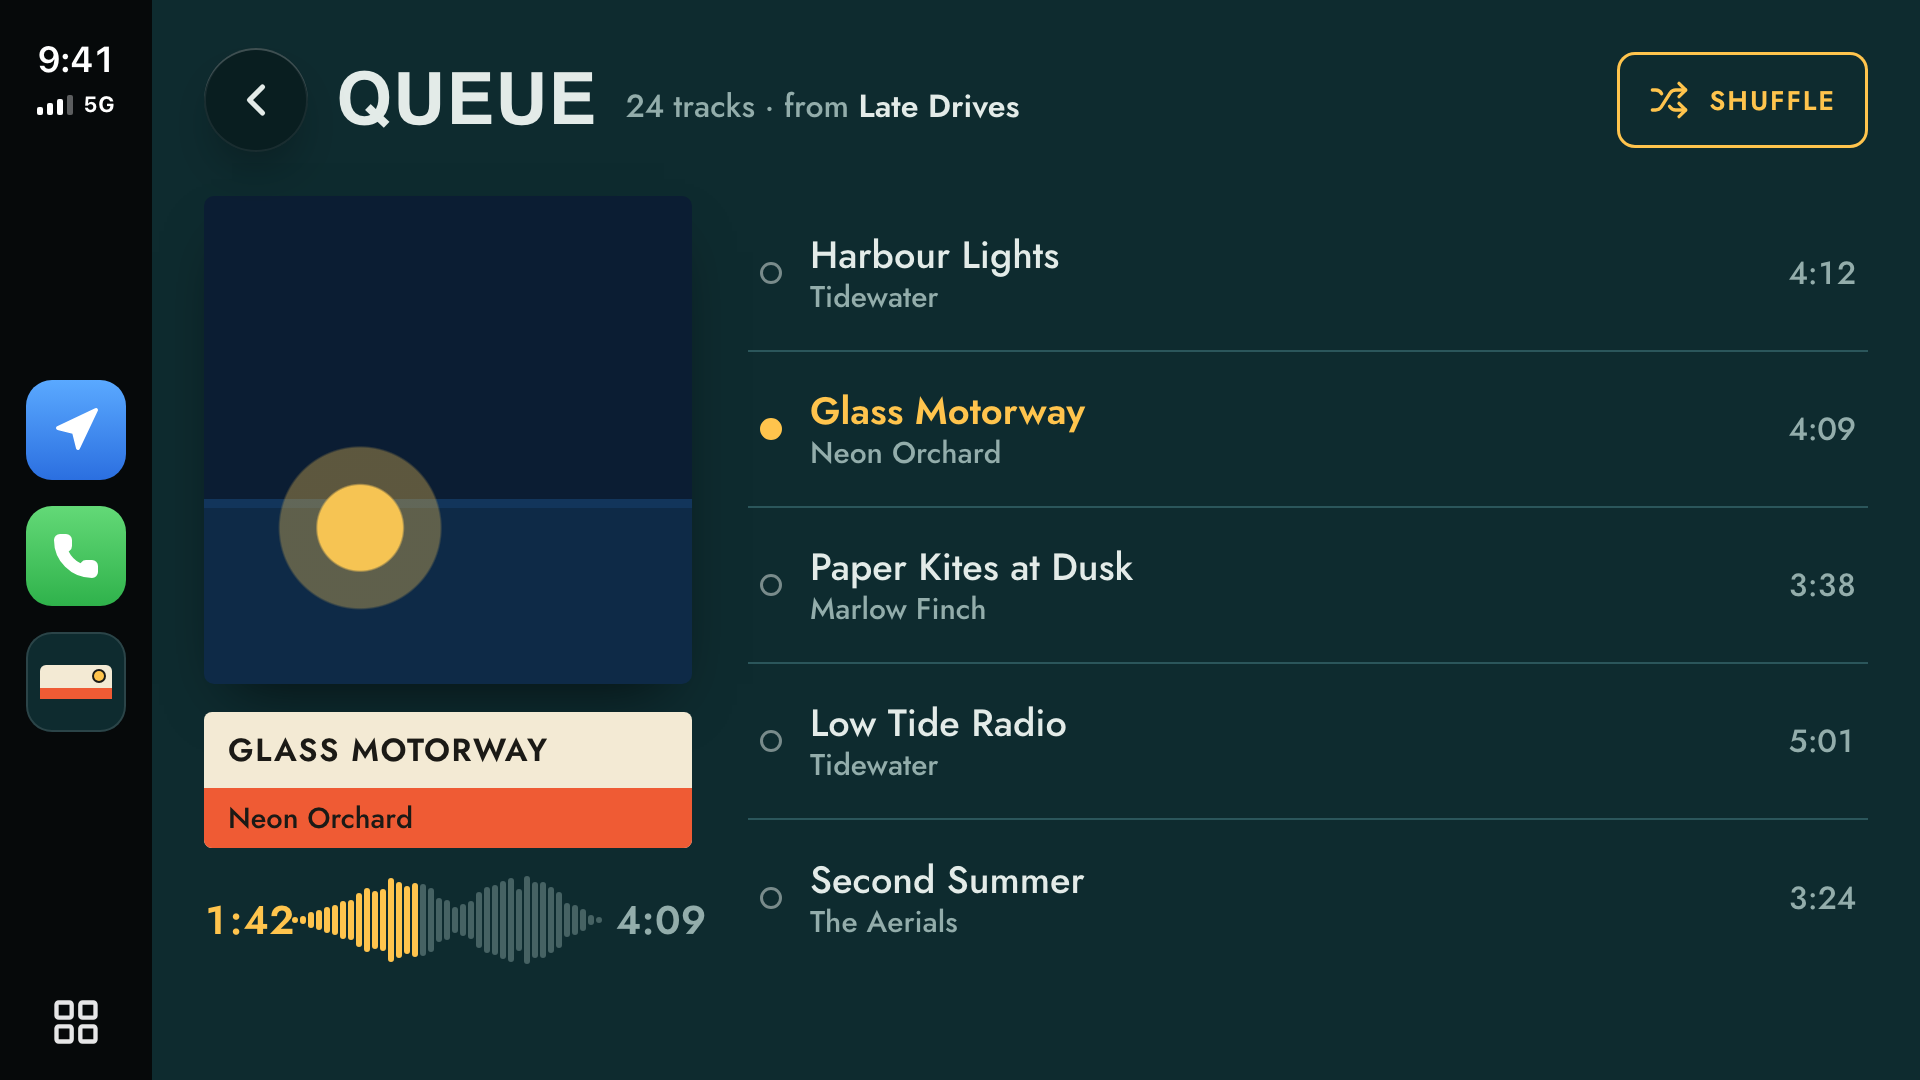 9:41
5G
QUEUE
24 tracks · from Late Drives
SHUFFLE
GLASS MOTORWAY
Neon Orchard
1:42
4:09
Harbour Lights
Tidewater
4:12
Glass Motorway
Neon Orchard
4:09
Paper Kites at Dusk
Marlow Finch
3:38
Low Tide Radio
Tidewater
5:01
Second Summer
The Aerials
3:24